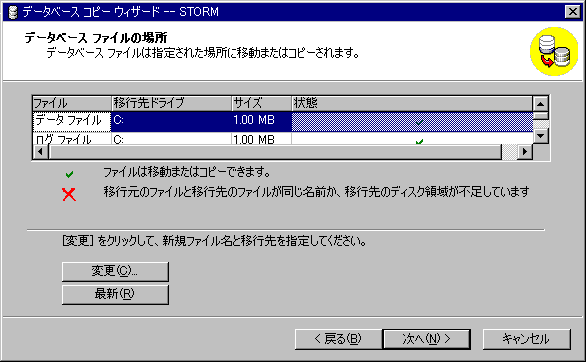 データベース コピー ウィザード -- STORM
データベース ファイルの場所
データベース ファイルは指定された場所に移動またはコピーされます。
ファイル 移行先ドライブ サイズ 状態
データ ファイル C: 1.00 MB
ログ ファイル C: 1.00 MB
ファイルは移動またはコピーできます。
移行元のファイルと移行先のファイルが同じ名前か、移行先のディスク領域が不足しています
[変更] をクリックして、新規ファイル名と移行先を指定してください。
変更(C)...
最新(R)
< 戻る(B) 次へ(N) > キャンセル